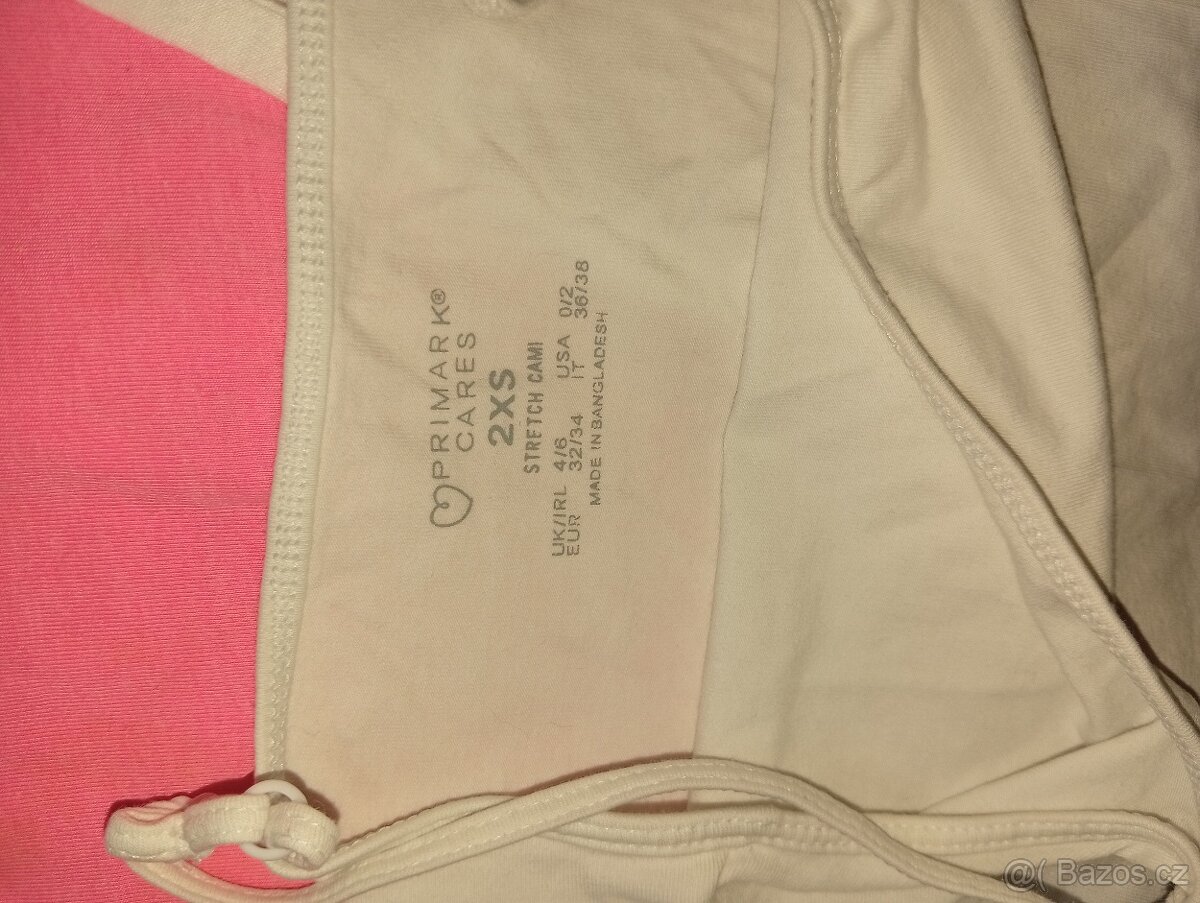 PRIMARK®
CARES
2XS
STRETCH CAMI
UK/IRL 4/6 USA 0/2
EUR 32/34 IT 36/38
MADE IN BANGLADESH
@( Bazos.cz